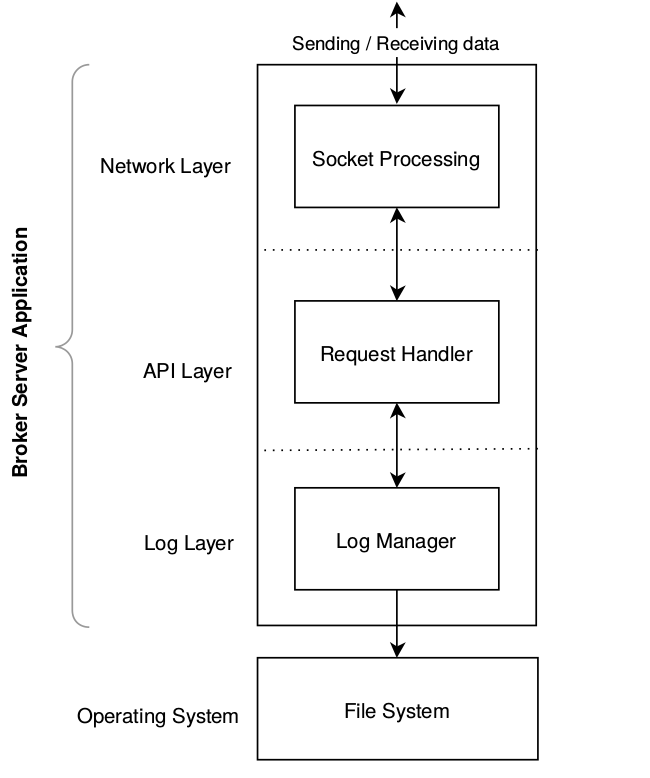 Sending / Receiving data
Network Layer
Socket Processing
Broker Server Application
API Layer
Request Handler
Log Layer
Log Manager
Operating System
File System